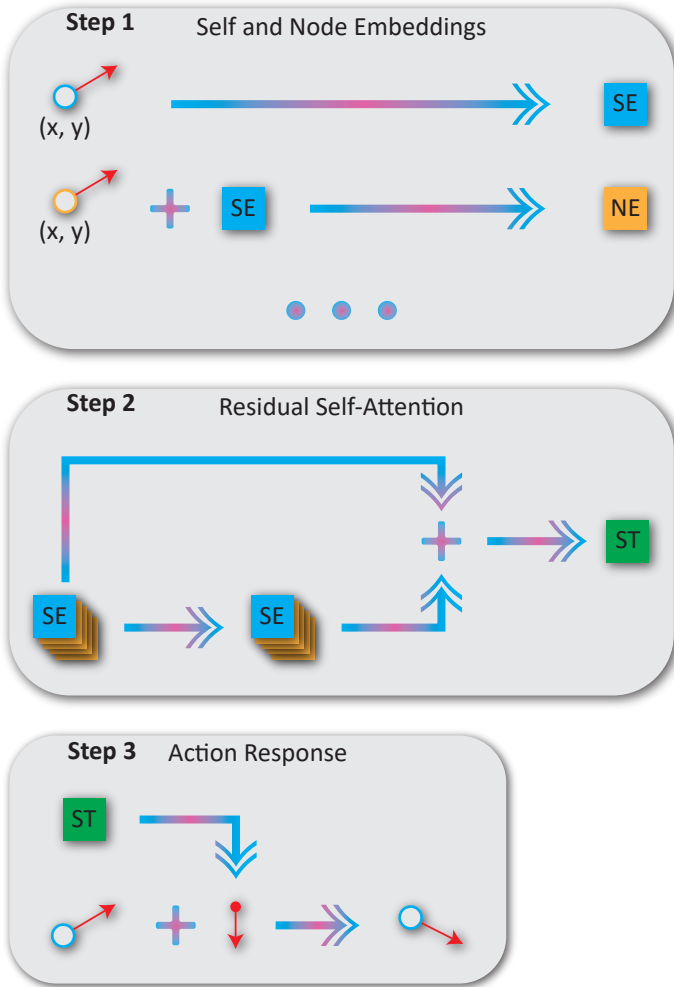 Step 1 Self and Node Embeddings
SE
(x, y)
SE NE
(x, y)
Step 2 Residual Self-Attention
ST
SE SE
Step 3 Action Response
ST